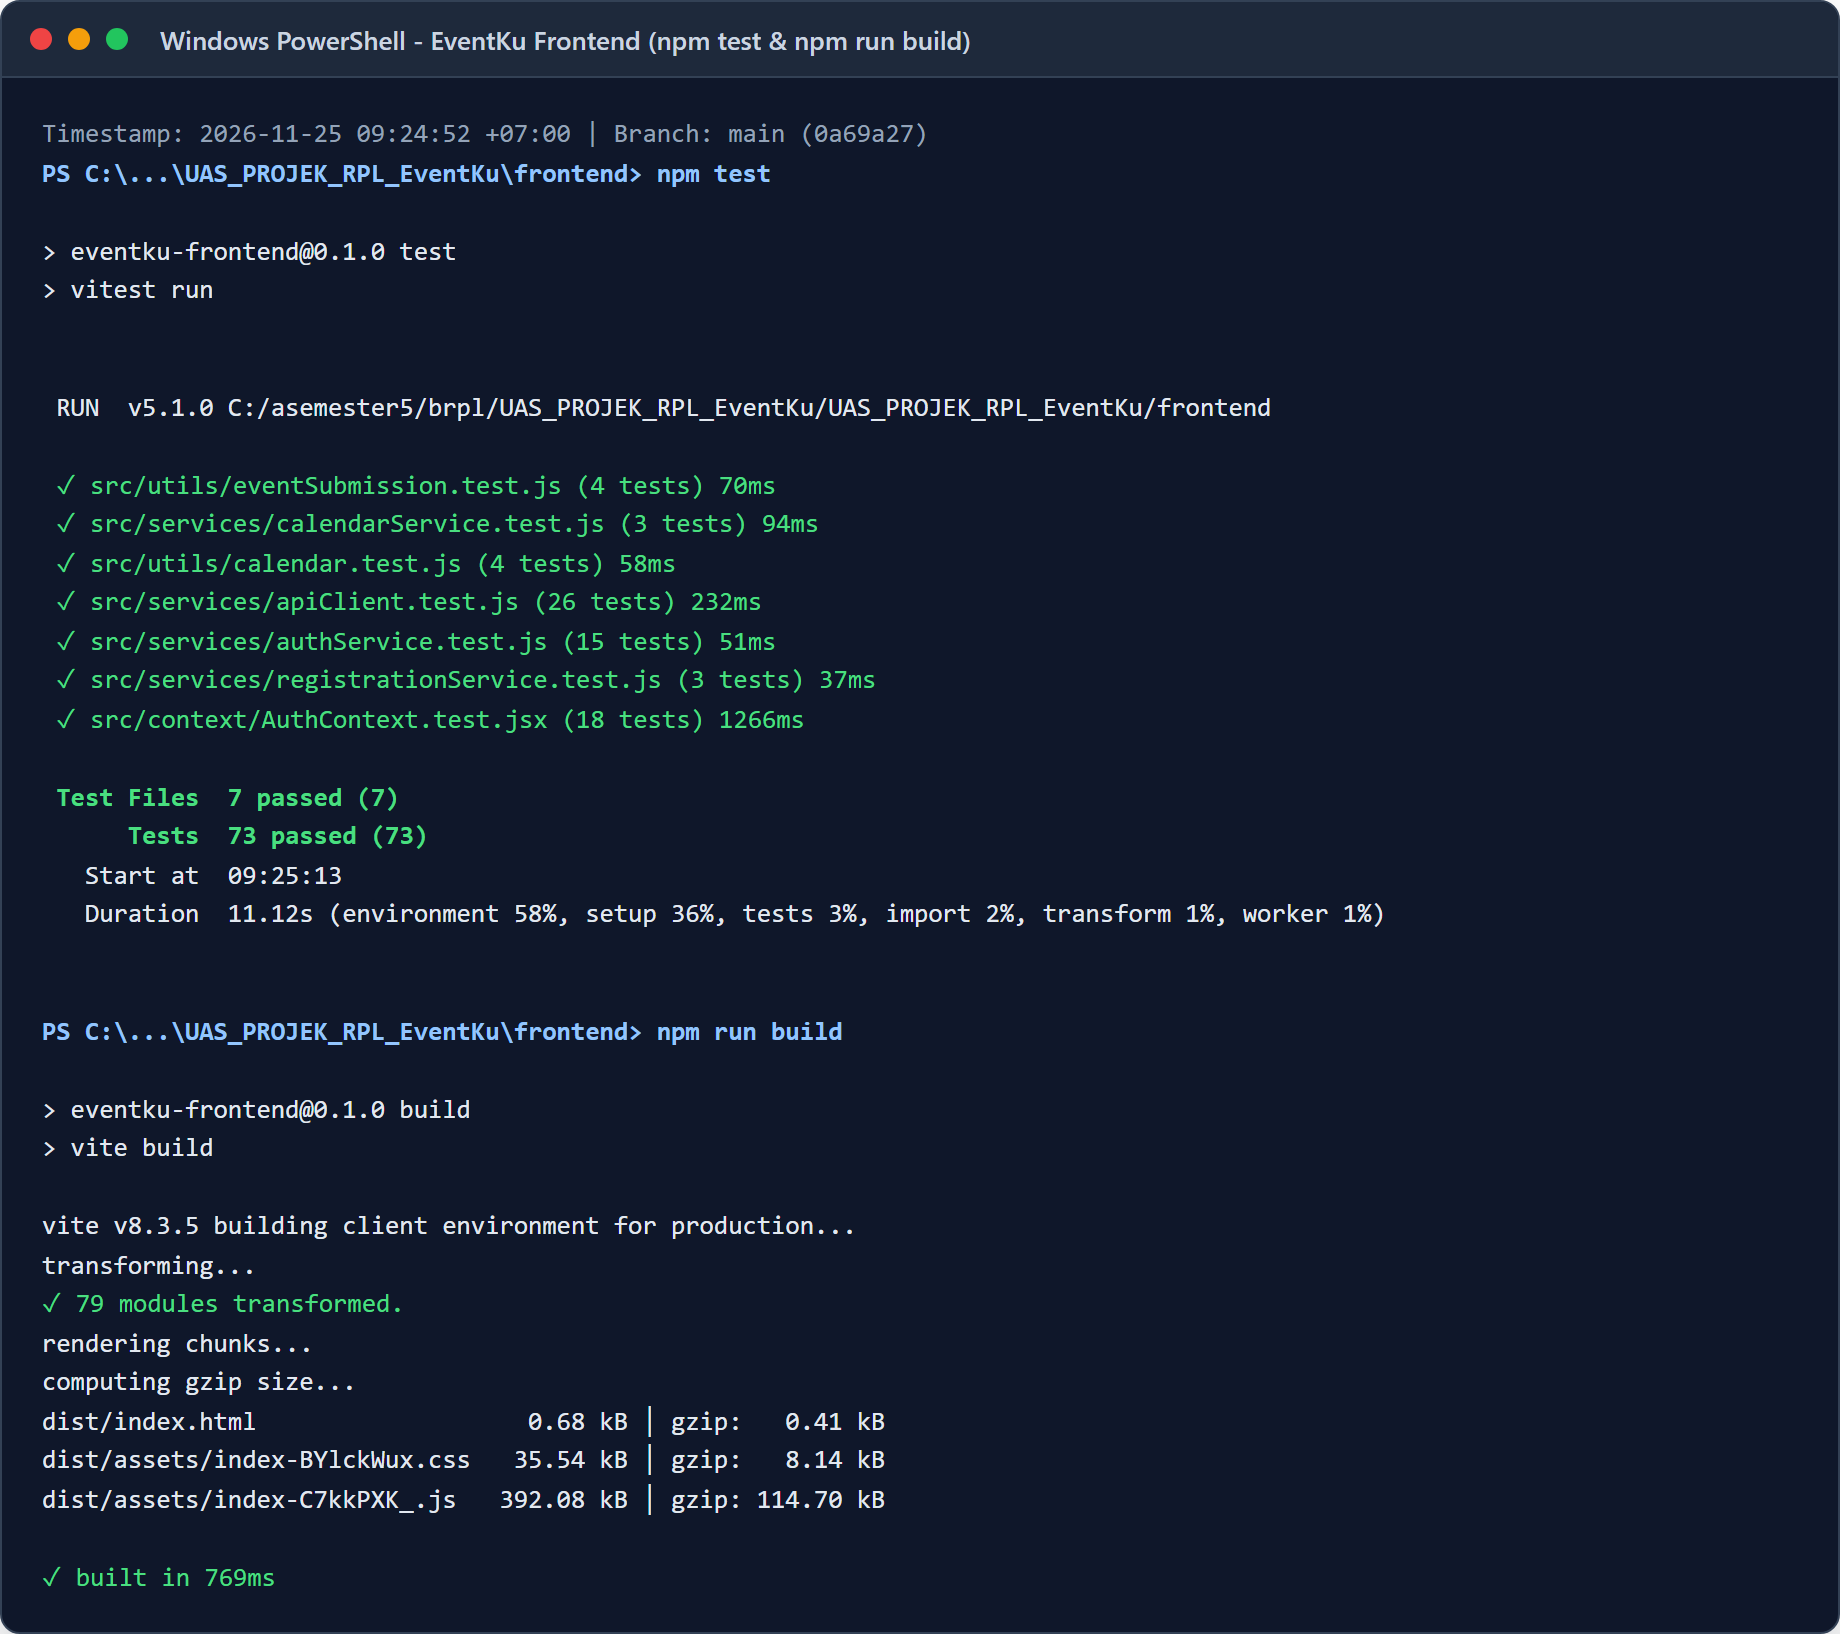 Windows PowerShell - EventKu Frontend (npm test & npm run build)
Timestamp: 2026-11-25 09:24:52 +07:00 | Branch: main (0a69a27)
PS C:\...\UAS_PROJEK_RPL_EventKu\frontend> npm test
> eventku-frontend@0.1.0 test
> vitest run
RUN  v5.1.0 C:/asemester5/brpl/UAS_PROJEK_RPL_EventKu/UAS_PROJEK_RPL_EventKu/frontend
✓ src/utils/eventSubmission.test.js (4 tests) 70ms
✓ src/services/calendarService.test.js (3 tests) 94ms
✓ src/utils/calendar.test.js (4 tests) 58ms
✓ src/services/apiClient.test.js (26 tests) 232ms
✓ src/services/authService.test.js (15 tests) 51ms
✓ src/services/registrationService.test.js (3 tests) 37ms
✓ src/context/AuthContext.test.jsx (18 tests) 1266ms
Test Files  7 passed (7)
Tests  73 passed (73)
Start at  09:25:13
Duration  11.12s (environment 58%, setup 36%, tests 3%, import 2%, transform 1%, worker 1%)
PS C:\...\UAS_PROJEK_RPL_EventKu\frontend> npm run build
> eventku-frontend@0.1.0 build
> vite build
vite v8.3.5 building client environment for production...
transforming...
✓ 79 modules transformed.
rendering chunks...
computing gzip size...
dist/index.html                   0.68 kB │ gzip:   0.41 kB
dist/assets/index-BYlckWux.css   35.54 kB │ gzip:   8.14 kB
dist/assets/index-C7kkPXK_.js   392.08 kB │ gzip: 114.70 kB
✓ built in 769ms